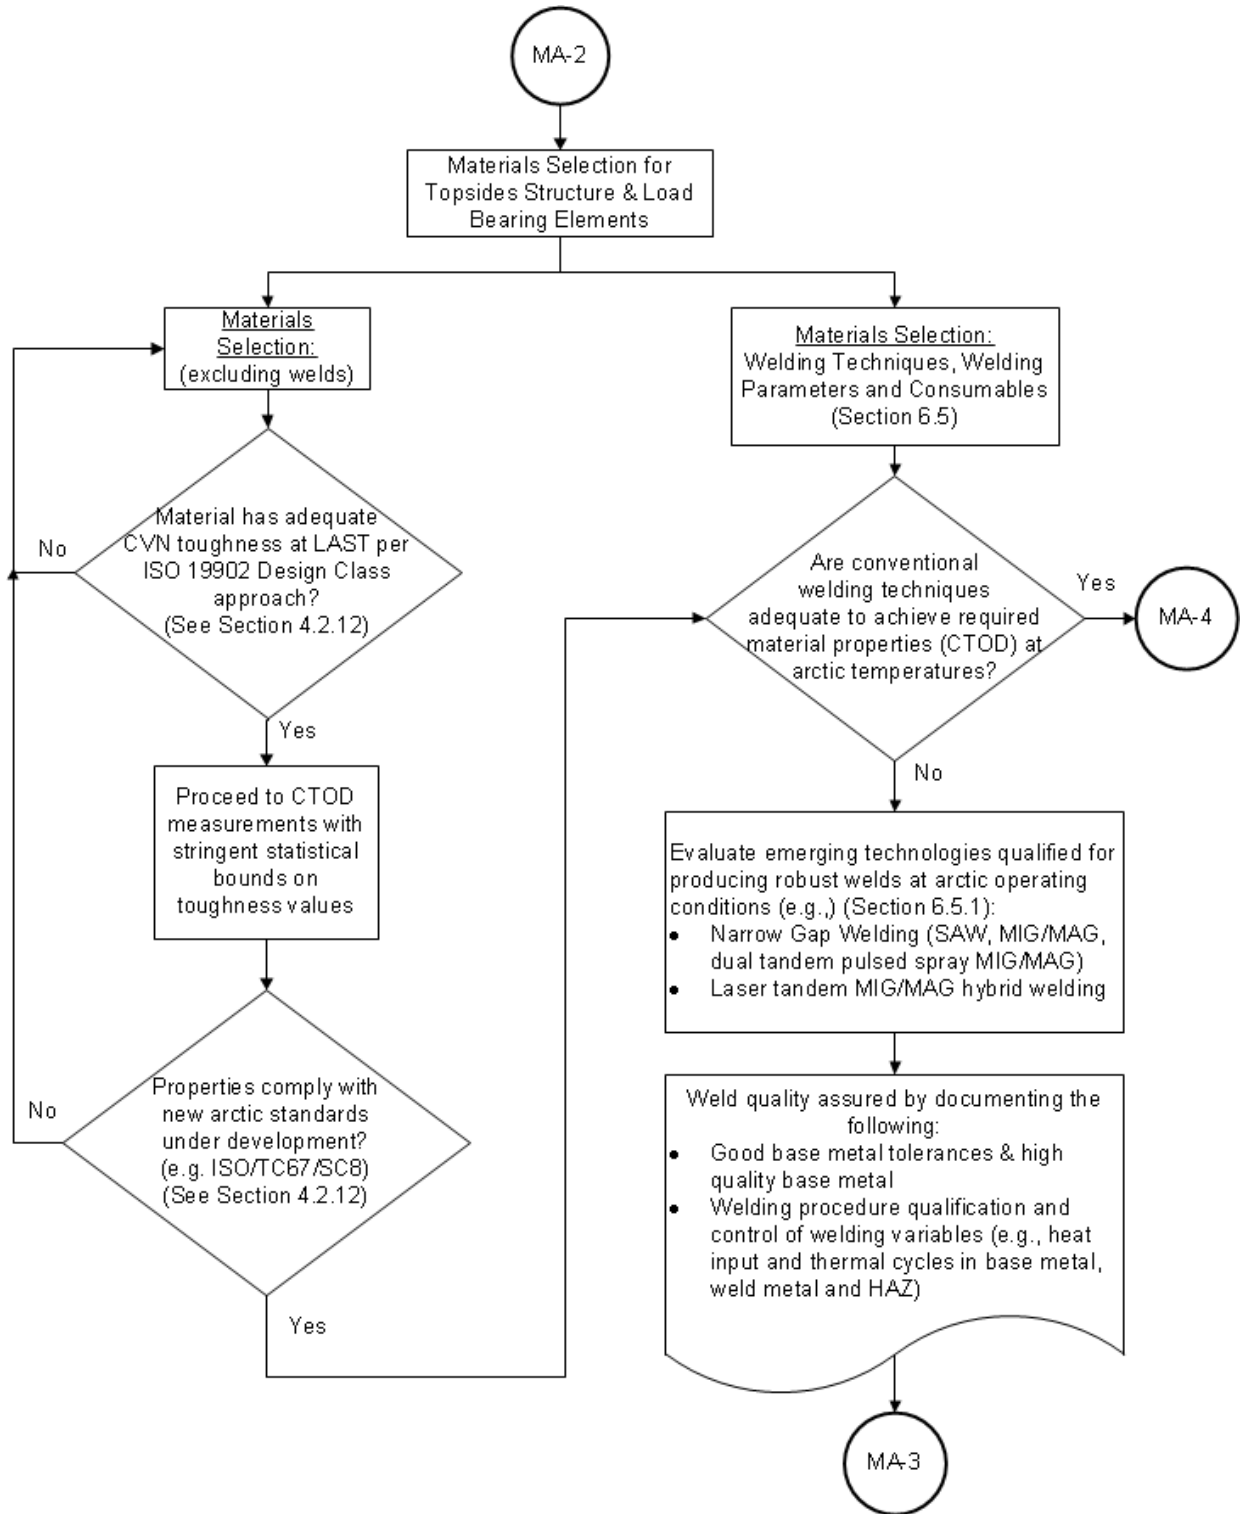 MA-2
Materials Selection for
Topsides Structure & Load
Bearing Elements
Materials
Selection:
(excluding welds)
Material has adequate
CVN toughness at LAST per
ISO 19902 Design Class
approach?
(See Section 4.2.12)
No
Yes
Proceed to CTOD
measurements with
stringent statistical
bounds on
toughness values
Properties comply with
new arctic standards
under development?
(e.g. ISO/TC67/SC8)
(See Section 4.2.12)
No
Yes
Materials Selection:
Welding Techniques, Welding
Parameters and Consumables
(Section 6.5)
Are conventional
welding techniques
adequate to achieve required
material properties (CTOD) at
arctic temperatures?
Yes
MA-4
No
Evaluate emerging technologies qualified for
producing robust welds at arctic operating
conditions (e.g.,) (Section 6.5.1):
• Narrow Gap Welding (SAW, MIG/MAG,
dual tandem pulsed spray MIG/MAG)
• Laser tandem MIG/MAG hybrid welding
Weld quality assured by documenting the
following:
• Good base metal tolerances & high
quality base metal
• Welding procedure qualification and
control of welding variables (e.g., heat
input and thermal cycles in base metal,
weld metal and HAZ)
MA-3